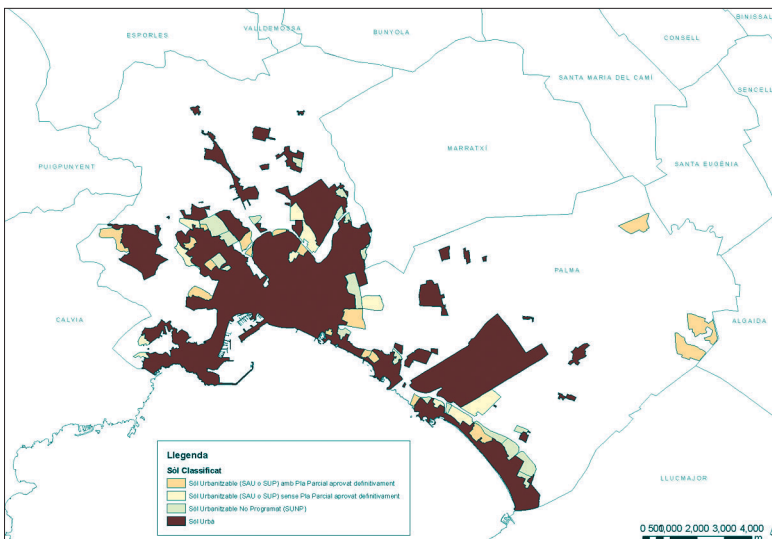 BINISSAL
VALLDEMOSSA
ESPORLES
BUNYOLA
CONSELL
SANTA MARIA DEL CAMÍ
SENCELL
MARRATXÍ
PUIGPUNYENT
SANTA EUGÈNIA
PALMA
CALVIA
ALGAIDA
LLUCMAJOR
Llegenda
Sòl Classificat
Sòl Urbanitzable (SAU o SUP) amb Pla Parcial aprovat definitivament
Sòl Urbanitzable (SAU o SUP) sense Pla Parcial aprovat definitivament
Sòl Urbanitzable No Programat (SUNP)
Sòl Urbà
0 500 1,000 2,000 3,000 4,000
m